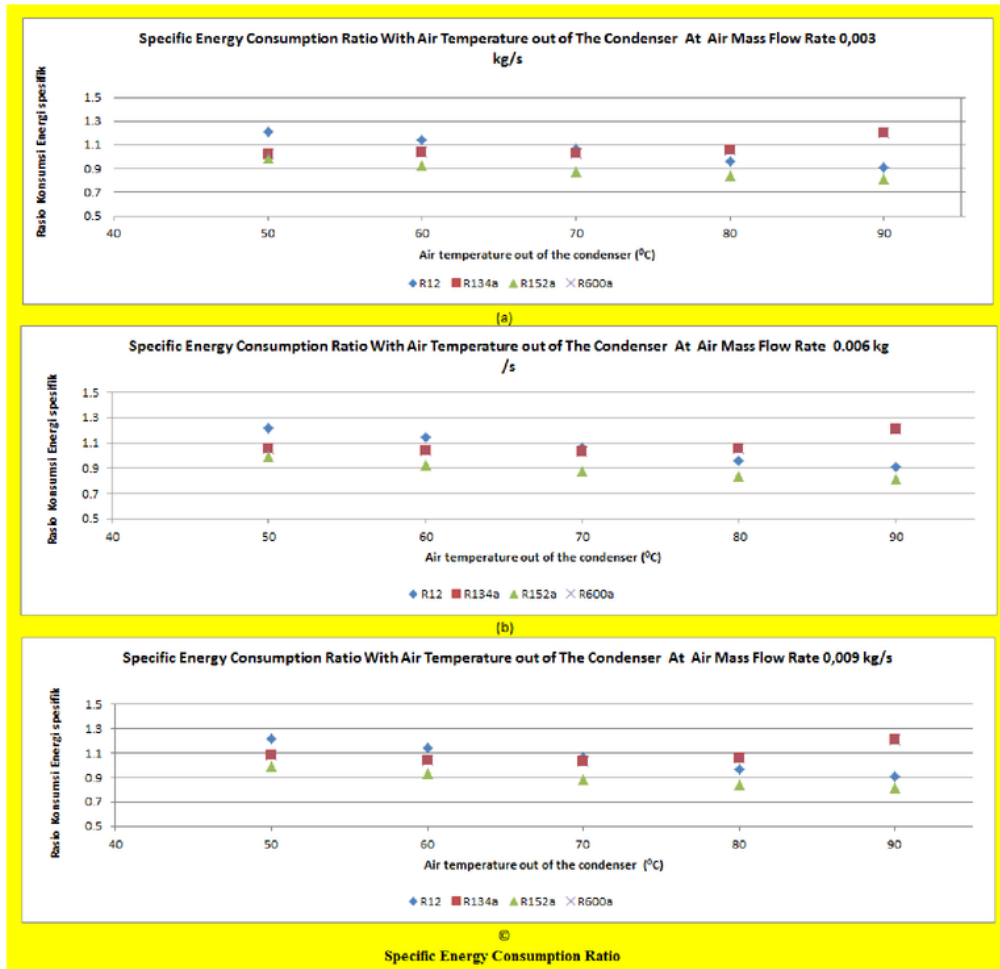 Specific Energy Consumption Ratio With Air Temperature out of The Condenser At Air Mass Flow Rate 0,003
kg/s
Rasio Konsumsi Energi spesifik
1.5
1.3
1.1
0.9
0.7
0.5
40 50 60 70 80 90
Air temperature out of the condenser (⁰C)
R12 R134a R152a R600a
(a)
Specific Energy Consumption Ratio With Air Temperature out of The Condenser At Air Mass Flow Rate 0.006 kg
/s
Rasio Konsumsi Energi spesifik
1.5
1.3
1.1
0.9
0.7
0.5
40 50 60 70 80 90
Air temperature out of the condenser (⁰C)
R12 R134a R152a R600a
(b)
Specific Energy Consumption Ratio With Air Temperature out of The Condenser At Air Mass Flow Rate 0,009 kg/s
Rasio Konsumsi Energi spesifik
1.5
1.3
1.1
0.9
0.7
0.5
40 50 60 70 80 90
Air temperature out of the condenser (⁰C)
R12 R134a R152a R600a
©
Specific Energy Consumption Ratio